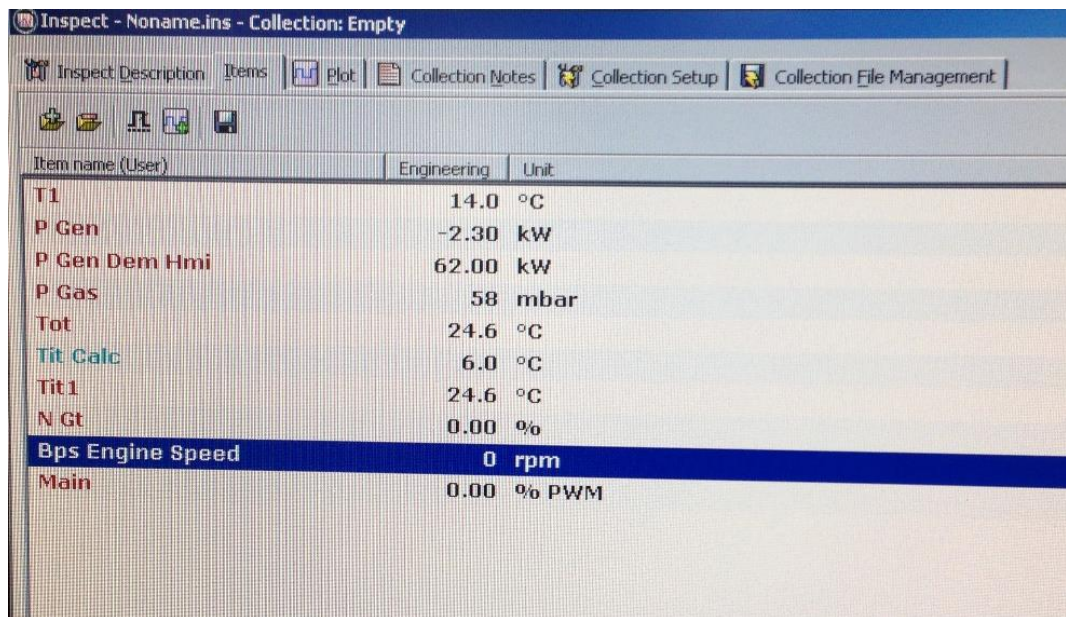 Inspect - Noname.ins - Collection: Empty
Inspect Description Items Plot Collection Notes Collection Setup Collection File Management
Item name (User) Engineering Unit
T1 14.0 °C
P Gen -2.30 kW
P Gen Dem Hmi 62.00 kW
P Gas 58 mbar
Tot 24.6 °C
Tit Calc 6.0 °C
Tit1 24.6 °C
N Gt 0.00 %
Bps Engine Speed 0 rpm
Main 0.00 % PWM